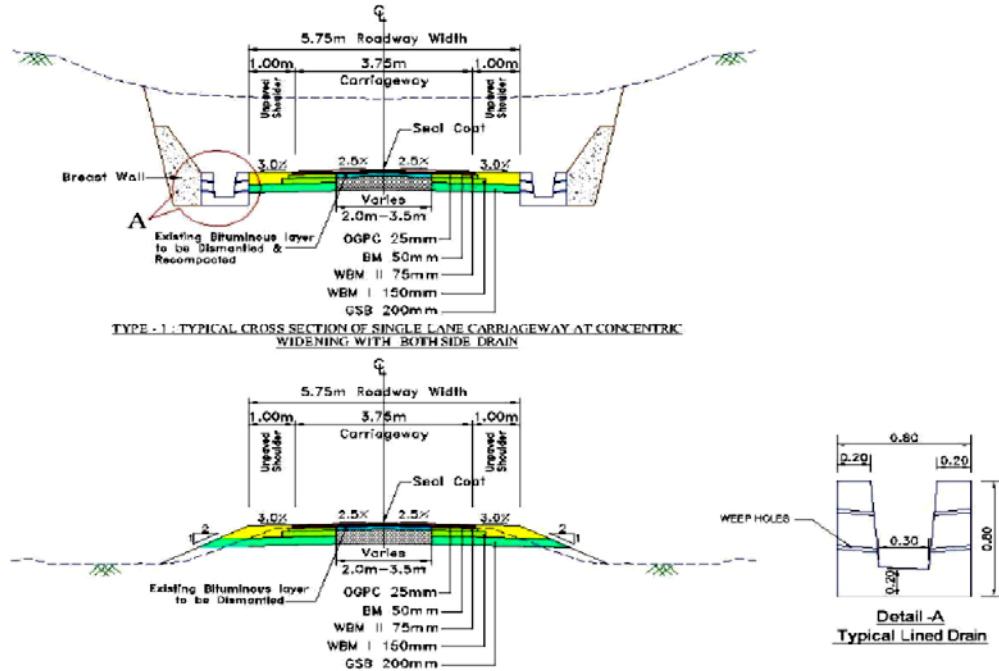 ℄
5.75m Roadway Width
1.00m 3.75m 1.00m
Carriageway
Unpaved Shoulder
Unpaved Shoulder
Seal Coat
3.0% 2.5% 2.5% 3.0%
Breast Wall
A
Varies
2.0m-3.5m
Existing Bituminous layer
to be Dismantled &
Recompacted
OGPC 25mm
BM 50mm
WBM II 75mm
WBM I 150mm
GSB 200mm
TYPE - 1 : TYPICAL CROSS SECTION OF SINGLE LANE CARRIAGEWAY AT CONCENTRIC
WIDENING WITH BOTH SIDE DRAIN
℄
5.75m Roadway Width
1.00m 3.75m 1.00m
Carriageway
Unpaved Shoulder
Unpaved Shoulder
Seal Coat
3.0% 2.5% 2.5% 3.0%
2
1
2
1
Varies
2.0m-3.5m
Existing Bituminous layer
to be Dismantled
OGPC 25mm
BM 50mm
WBM II 75mm
WBM I 150mm
GSB 200mm
0.80
0.20 0.20
WEEP HOLES
0.30
0.80
0.20
Detail -A
Typical Lined Drain